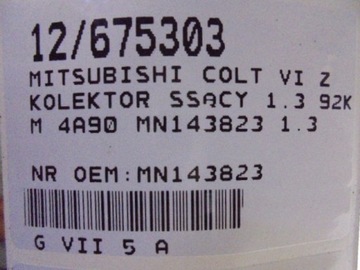 12/675303
MITSUBISHI COLT VI Z
KOLEKTOR SSACY 1.3 92K
M 4A90 MN143823 1.3
NR OEM:MN143823
G VII 5 A